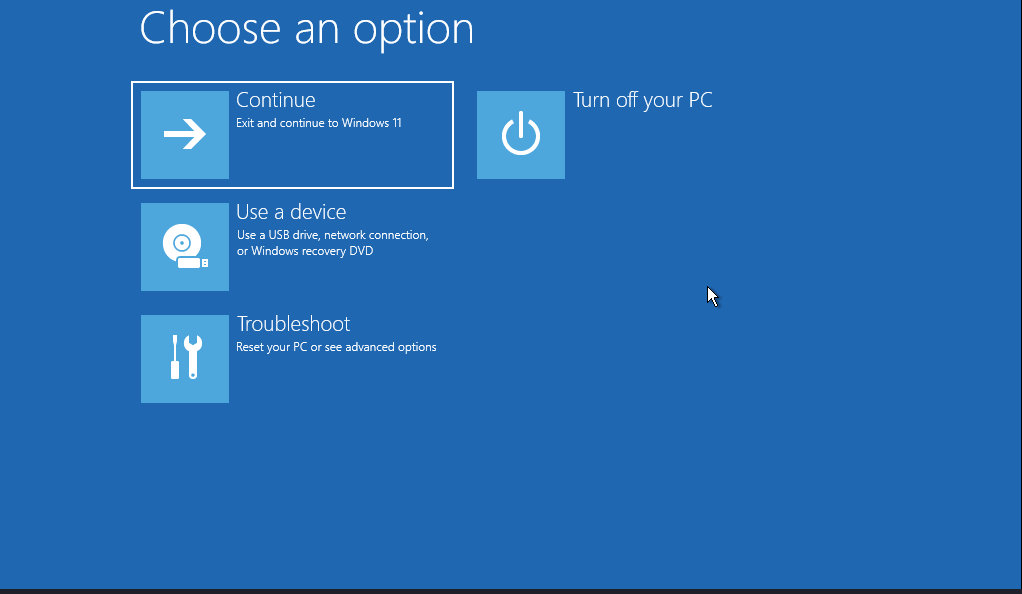 Choose an option
Continue
Exit and continue to Windows 11
Turn off your PC
Use a device
Use a USB drive, network connection,
or Windows recovery DVD
Troubleshoot
Reset your PC or see advanced options